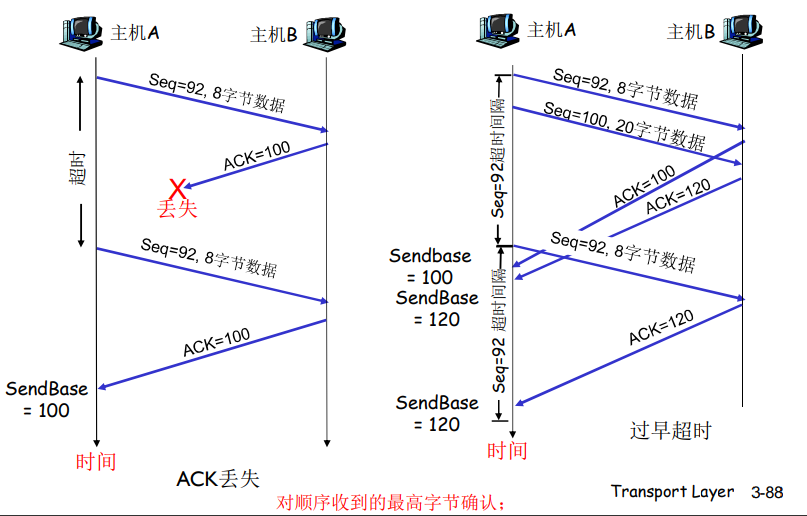 主机A
主机B
Seq=92, 8字节数据
超时
ACK=100
X
丢失
Seq=92, 8字节数据
ACK=100
SendBase
= 100
时间
ACK丢失
主机A
主机B
Seq=92, 8字节数据
Seq=100, 20字节数据
Seq=92超时间隔
ACK=100
ACK=120
Seq=92, 8字节数据
Sendbase
= 100
SendBase
= 120
Seq=92 超时间隔
ACK=120
SendBase
= 120
时间
过早超时
对顺序收到的最高字节确认;
Transport Layer 3-88